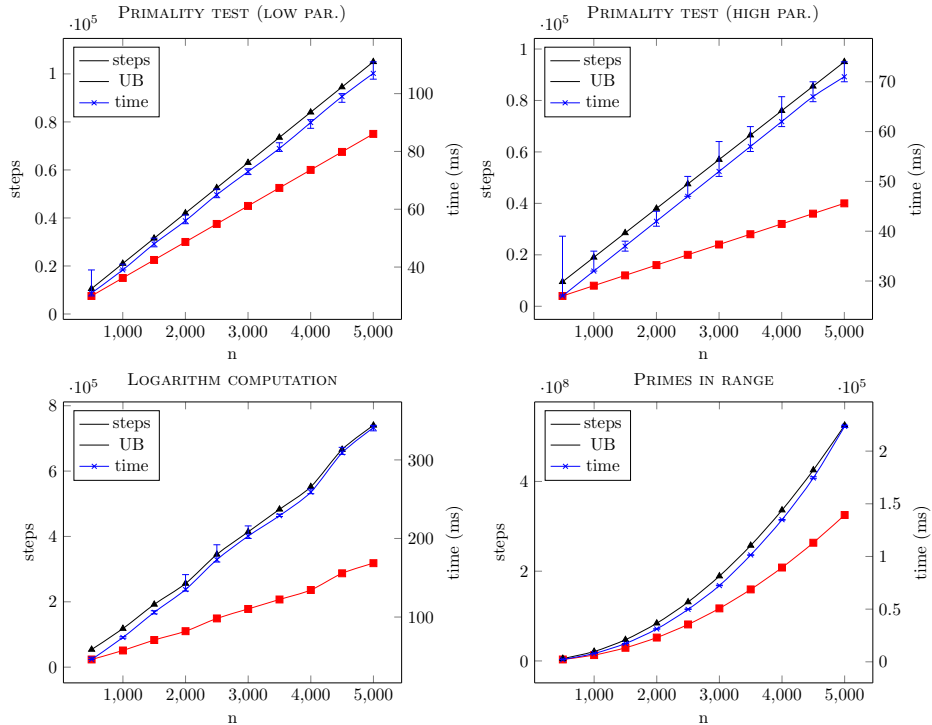 PRIMALITY TEST (LOW PAR.)
·10^5
steps
UB
time
1
0.8
0.6
0.4
0.2
0
steps
100
80
60
40
time (ms)
1,000 2,000 3,000 4,000 5,000
n
PRIMALITY TEST (HIGH PAR.)
·10^5
steps
UB
time
1
0.8
0.6
0.4
0.2
0
steps
70
60
50
40
30
time (ms)
1,000 2,000 3,000 4,000 5,000
n
LOGARITHM COMPUTATION
·10^5
steps
UB
time
8
6
4
2
0
steps
300
200
100
time (ms)
1,000 2,000 3,000 4,000 5,000
n
PRIMES IN RANGE
·10^8
·10^5
steps
UB
time
4
2
0
steps
2
1.5
1
0.5
0
time (ms)
1,000 2,000 3,000 4,000 5,000
n